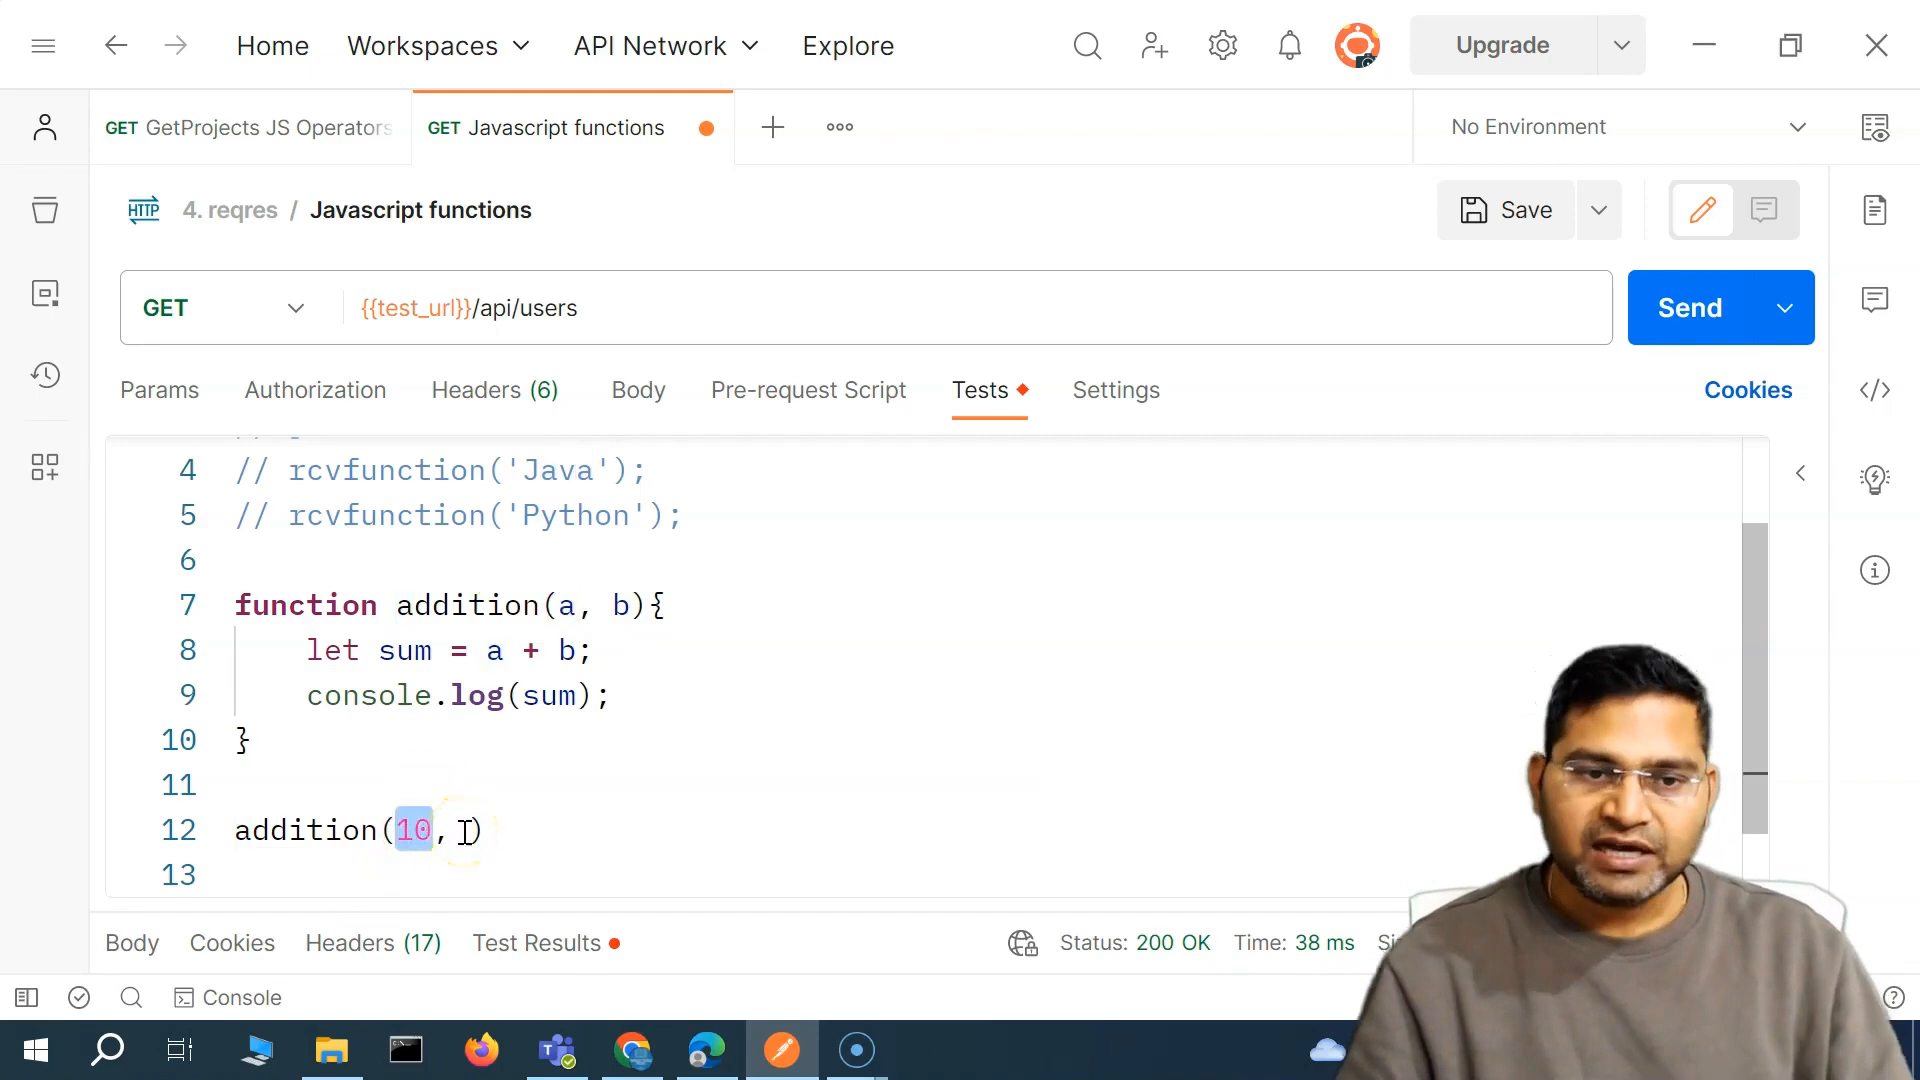 Home Workspaces API Network Explore Upgrade
GET GetProjects JS Operators GET Javascript functions No Environment
HTTP 4. reqres / Javascript functions Save
GET {{test_url}}/api/users Send
Params Authorization Headers (6) Body Pre-request Script Tests Settings Cookies
4 // rcvfunction('Java');
5 // rcvfunction('Python');
6
7 function addition(a, b){
8 let sum = a + b;
9 console.log(sum);
10 }
11
12 addition(10, )
13
Body Cookies Headers (17) Test Results Status: 200 OK Time: 38 ms
Console